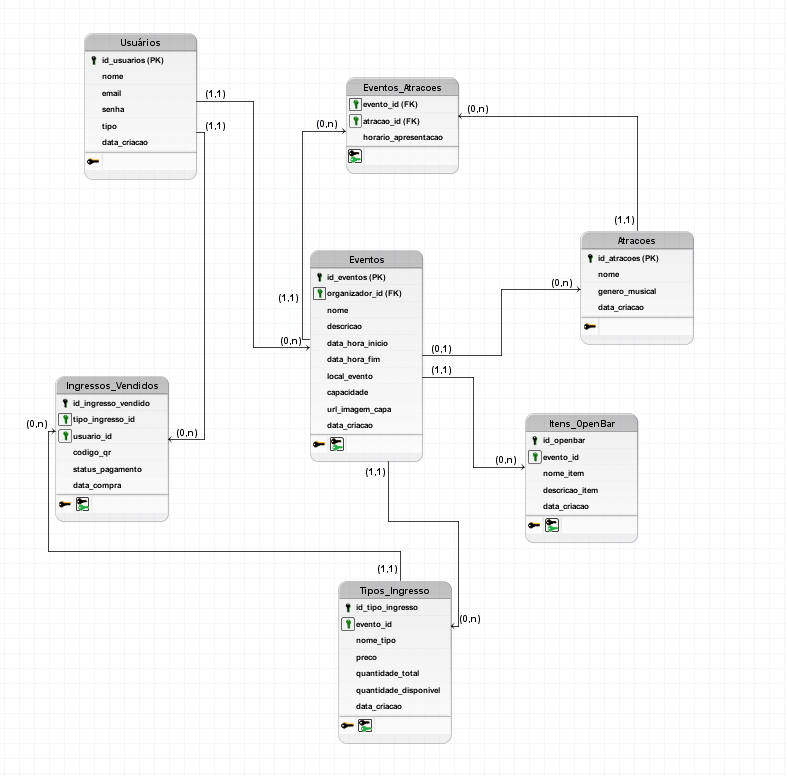 Usuários
id_usuarios (PK)
nome
email
senha
tipo
data_criacao
(1,1)
(1,1)
Eventos_Atracoes
evento_id (FK)
atracao_id (FK)
horario_apresentacao
(0,n)
(0,n)
(1,1)
Atracoes
id_atracoes (PK)
nome
genero_musical
data_criacao
(0,n)
Eventos
id_eventos (PK)
organizador_id (FK)
nome
descricao
data_hora_inicio
data_hora_fim
local_evento
capacidade
url_imagem_capa
data_criacao
(1,1)
(0,n)
(0,1)
(1,1)
(1,1)
Ingressos_Vendidos
id_ingresso_vendido
tipo_ingresso_id
usuario_id
codigo_qr
status_pagamento
data_compra
(0,n)
(0,n)
Itens_OpenBar
id_openbar
evento_id
nome_item
descricao_item
data_criacao
(0,n)
(1,1)
Tipos_Ingresso
id_tipo_ingresso
evento_id
nome_tipo
preco
quantidade_total
quantidade_disponivel
data_criacao
(0,n)